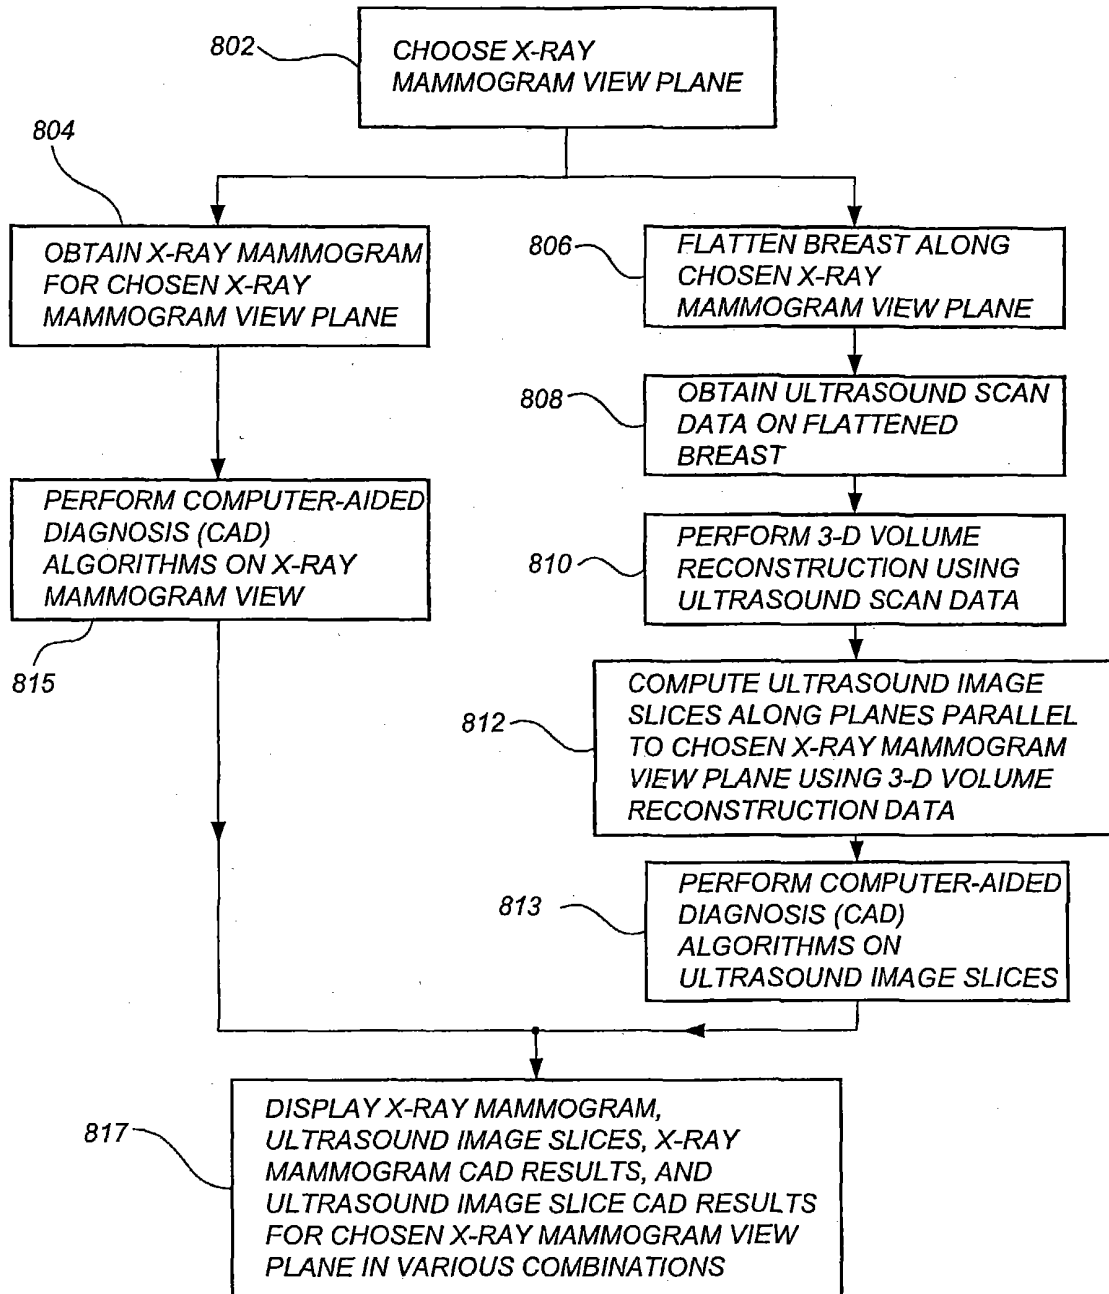 802
CHOOSE X-RAY
MAMMOGRAM VIEW PLANE
804
OBTAIN X-RAY MAMMOGRAM
FOR CHOSEN X-RAY
MAMMOGRAM VIEW PLANE
806
FLATTEN BREAST ALONG
CHOSEN X-RAY
MAMMOGRAM VIEW PLANE
808
OBTAIN ULTRASOUND SCAN
DATA ON FLATTENED
BREAST
PERFORM COMPUTER-AIDED
DIAGNOSIS (CAD)
ALGORITHMS ON X-RAY
MAMMOGRAM VIEW
815
810
PERFORM 3-D VOLUME
RECONSTRUCTION USING
ULTRASOUND SCAN DATA
812
COMPUTE ULTRASOUND IMAGE
SLICES ALONG PLANES PARALLEL
TO CHOSEN X-RAY MAMMOGRAM
VIEW PLANE USING 3-D VOLUME
RECONSTRUCTION DATA
813
PERFORM COMPUTER-AIDED
DIAGNOSIS (CAD)
ALGORITHMS ON
ULTRASOUND IMAGE SLICES
817
DISPLAY X-RAY MAMMOGRAM,
ULTRASOUND IMAGE SLICES, X-RAY
MAMMOGRAM CAD RESULTS, AND
ULTRASOUND IMAGE SLICE CAD RESULTS
FOR CHOSEN X-RAY MAMMOGRAM VIEW
PLANE IN VARIOUS COMBINATIONS